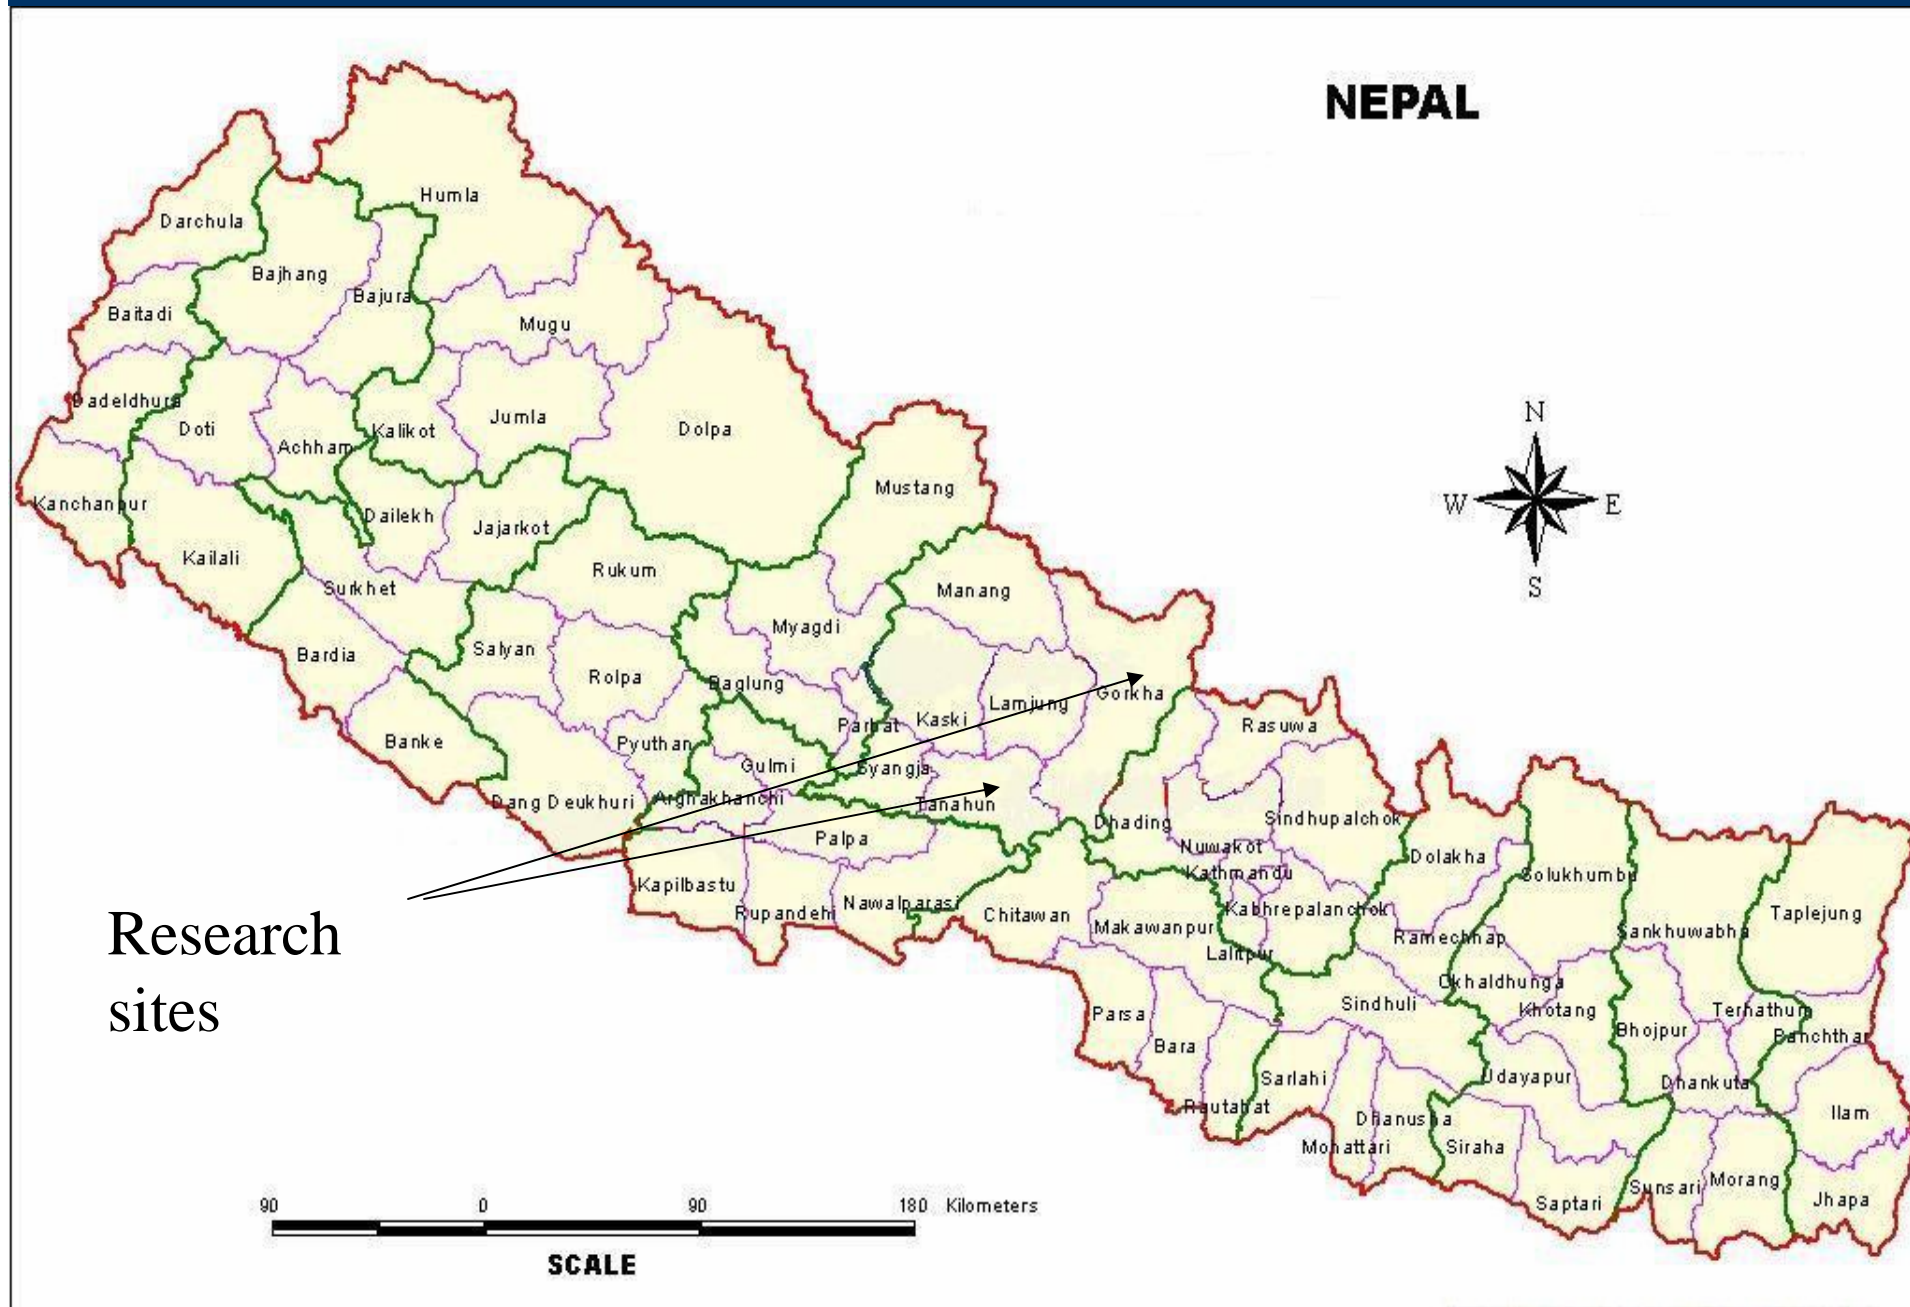 NEPAL
Humla
Darchula
Bajhang
Bajura
Baitadi
Mugu
Dadeldhura
Doti
Achham
Kalikot
Jumla
Dolpa
N
W
E
S
Mustang
Kanchanpur
Dailekh
Jajarkot
Kailali
Surkhet
Rukum
Manang
Myagdi
Bardia
Salyan
Rolpa
Baglung
Gorkha
Lamjung
Kaski
Parbat
Rasuwa
Banke
Pyuthan
Gulmi
Syangja
Dang Deukhuri
Arghakhanchi
Tanahun
Dhading
Sindhupalchok
Palpa
Nuwakot
Dolakha
Kathmandu
Solukhumbu
Kapilbastu
Rupandehi
Nawalparasi
Chitawan
Makawanpur
Kabhrepalanchok
Lalitpur
Ramechhap
Sankhuwabha
Taplejung
Research
sites
Okhaldhunga
Khotang
Sindhuli
Parsa
Bara
Bhojpur
Terhathum
Panchthar
Sarlahi
Udayapur
Dhankuta
Rautahat
Dhanusha
Mohattari
Siraha
Ilam
Saptari
Sunsari
Morang
Jhapa
90 0 90 180 Kilometers
SCALE